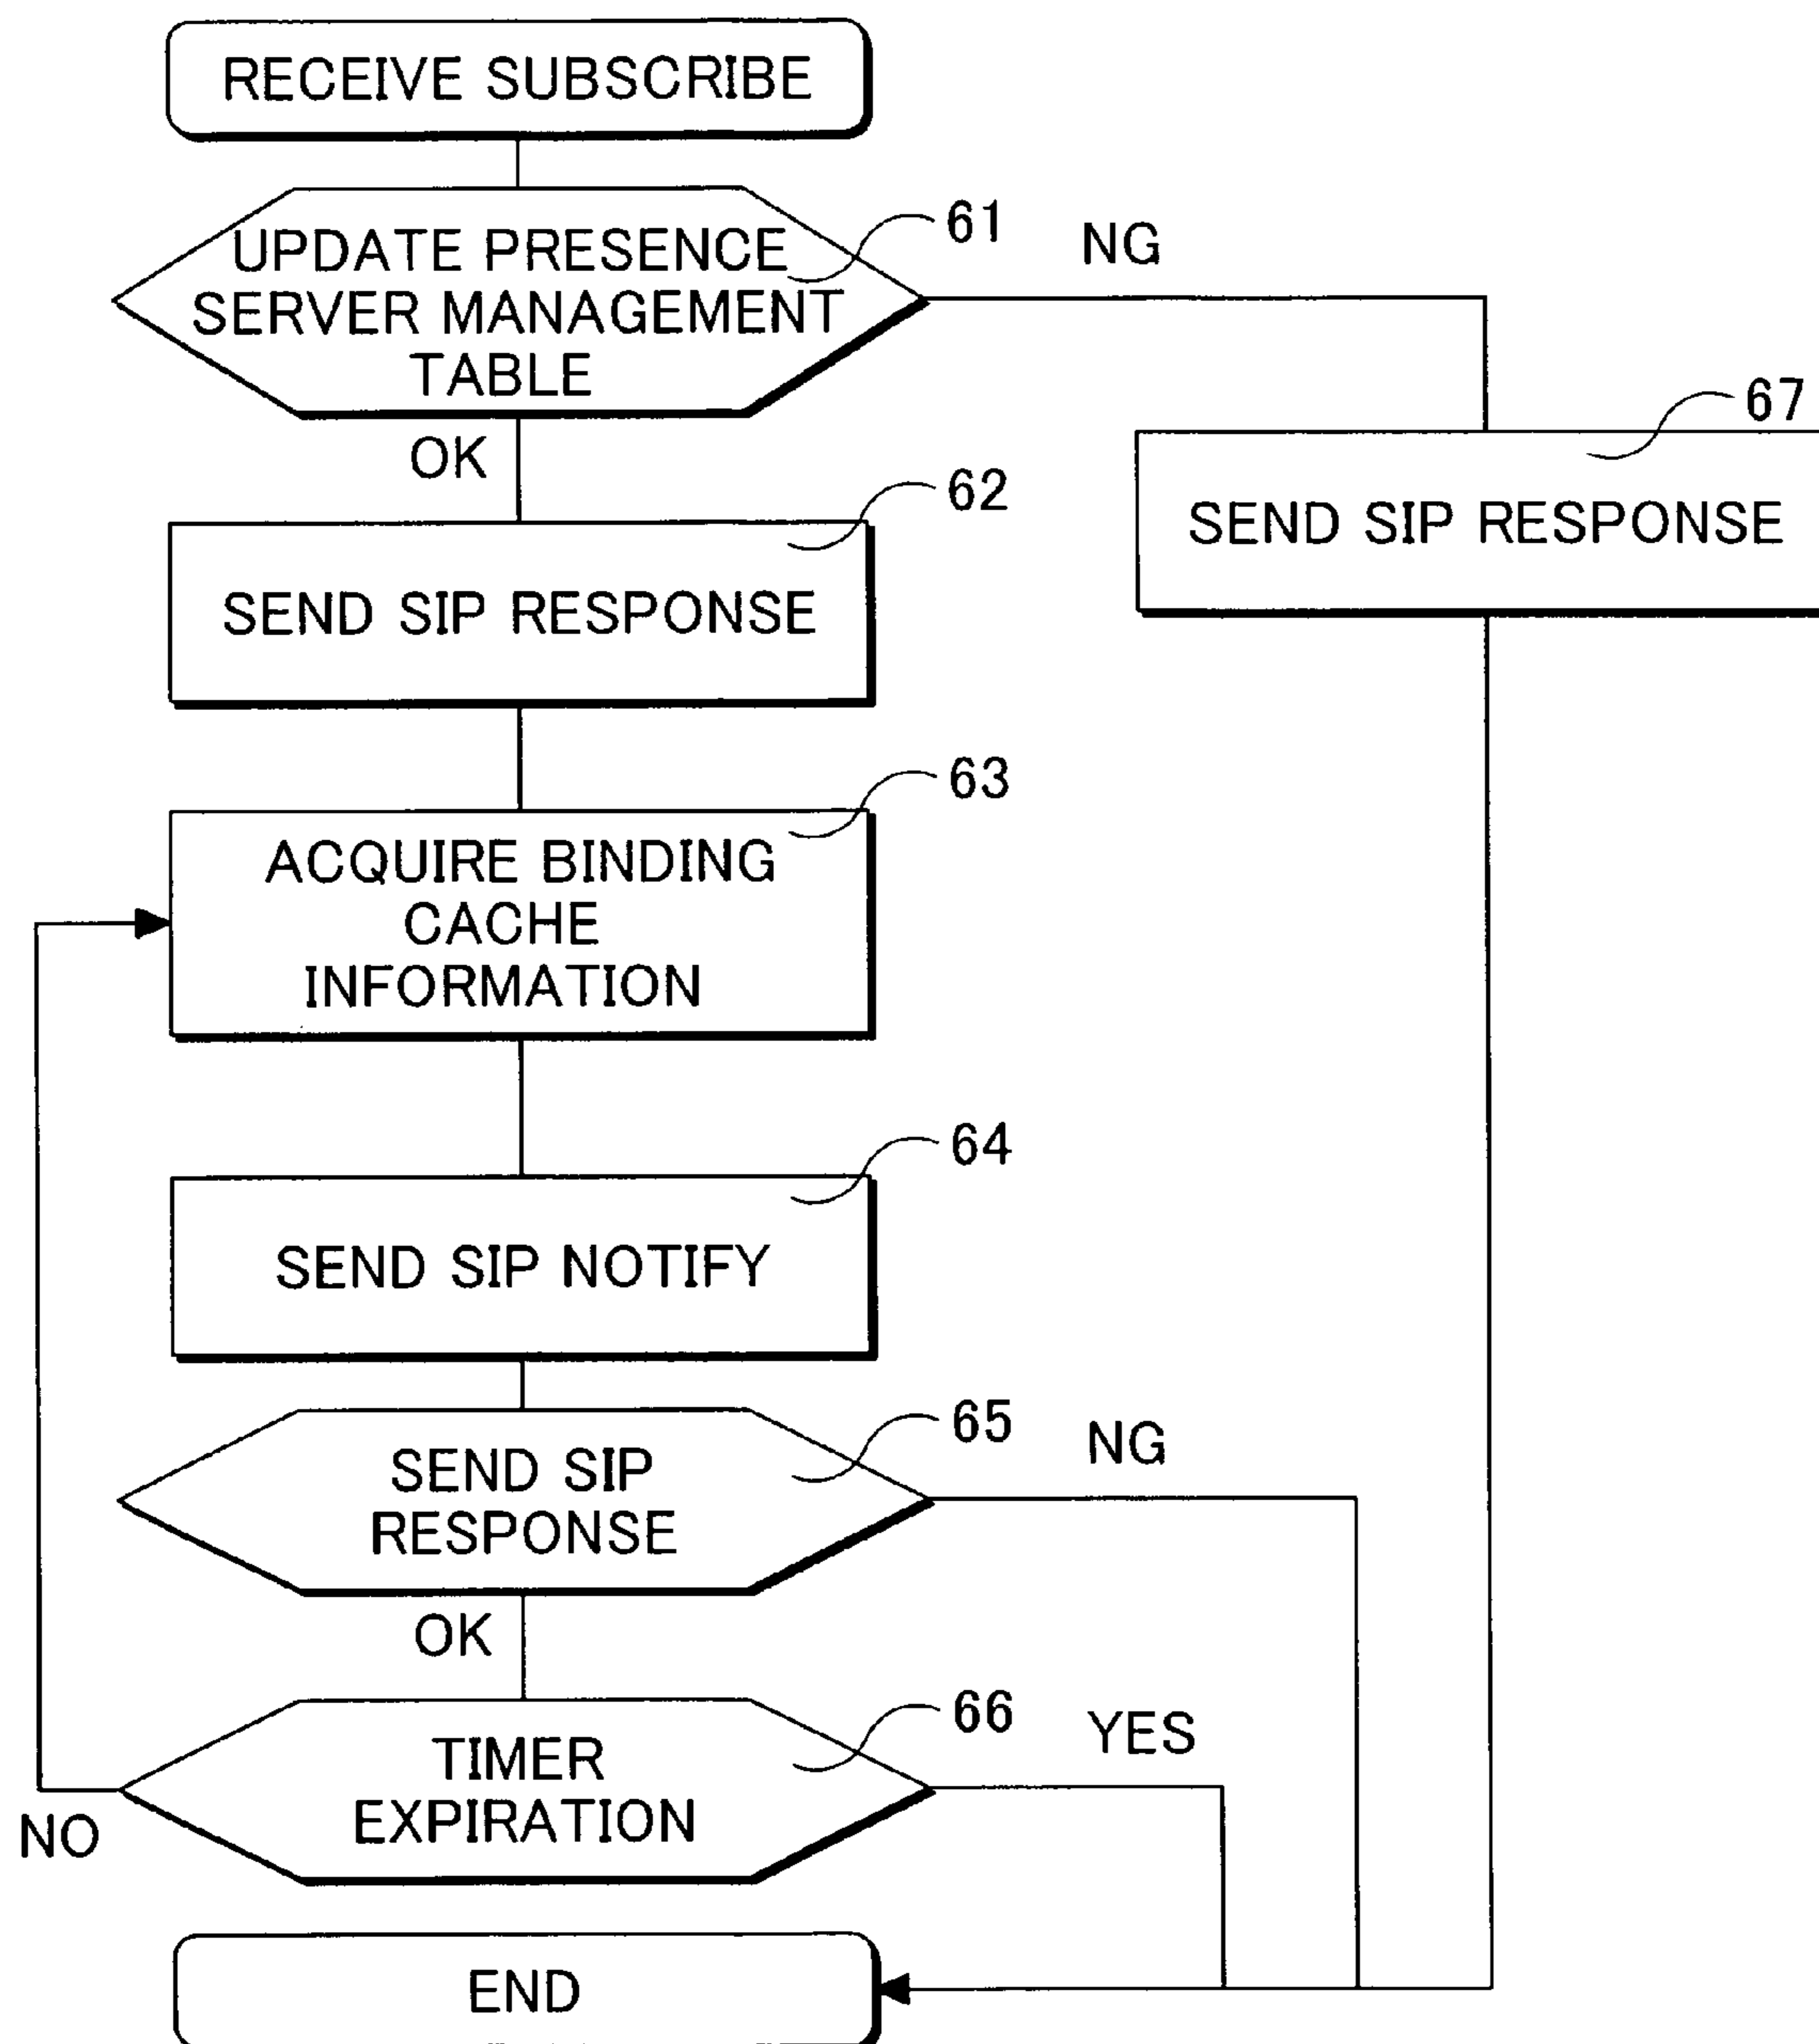 RECEIVE SUBSCRIBE
61
NG
UPDATE PRESENCE
SERVER MANAGEMENT
TABLE
67
OK
62
SEND SIP RESPONSE
SEND SIP RESPONSE
63
ACQUIRE BINDING
CACHE
INFORMATION
64
SEND SIP NOTIFY
65
NG
SEND SIP
RESPONSE
OK
66
YES
TIMER
EXPIRATION
NO
END